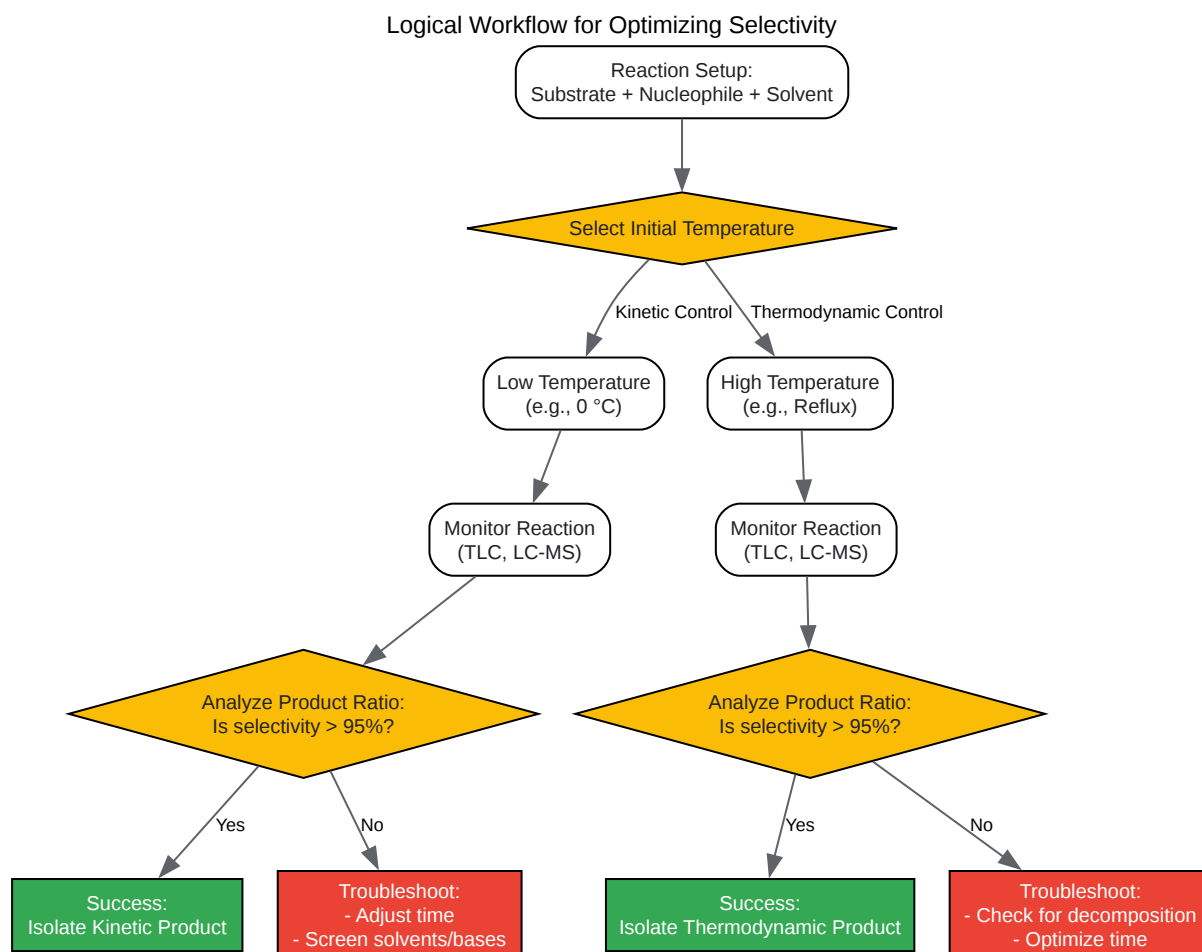 Logical Workflow for Optimizing Selectivity
Reaction Setup:
Substrate + Nucleophile + Solvent
Select Initial Temperature
Kinetic Control
Thermodynamic Control
Low Temperature
(e.g., 0 °C)
High Temperature
(e.g., Reflux)
Monitor Reaction
(TLC, LC-MS)
Monitor Reaction
(TLC, LC-MS)
Analyze Product Ratio:
Is selectivity > 95%?
Analyze Product Ratio:
Is selectivity > 95%?
Yes
No
Yes
No
Success:
Isolate Kinetic Product
Troubleshoot:
- Adjust time
- Screen solvents/bases
Success:
Isolate Thermodynamic Product
Troubleshoot:
- Check for decomposition
- Optimize time